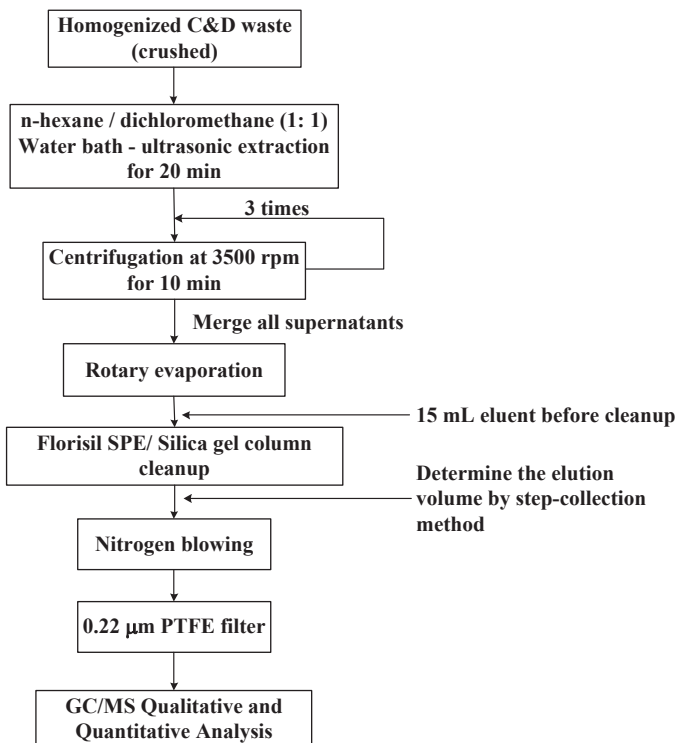 Homogenized C&D waste
(crushed)
n-hexane / dichloromethane (1: 1)
Water bath - ultrasonic extraction
for 20 min
3 times
Centrifugation at 3500 rpm
for 10 min
Merge all supernatants
Rotary evaporation
15 mL eluent before cleanup
Florisil SPE/ Silica gel column
cleanup
Determine the elution
volume by step-collection
method
Nitrogen blowing
0.22 μm PTFE filter
GC/MS Qualitative and
Quantitative Analysis